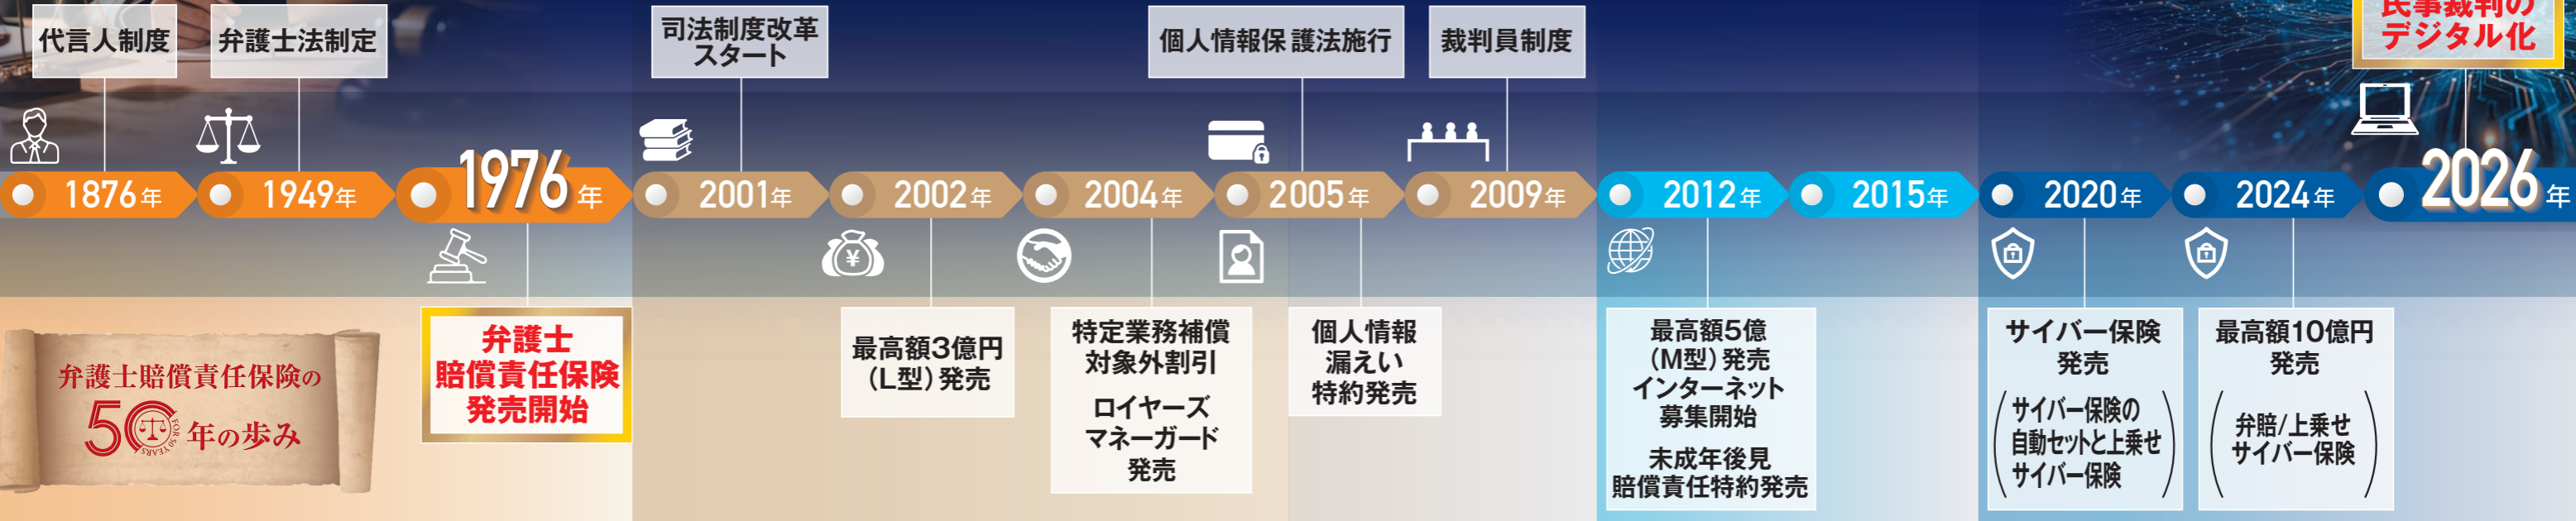 代言人制度
弁護士法制定
司法制度改革
スタート
個人情報保護法施行
裁判員制度
民事裁判の
デジタル化
1876年
1949年
1976年
2001年
2002年
2004年
2005年
2009年
2012年
2015年
2020年
2024年
2026年
弁護士賠償責任保険の
50年の歩み
FOR 50 YEARS
弁護士
賠償責任保険
発売開始
¥
最高額3億円
（L型）発売
特定業務補償
対象外割引
ロイヤーズ
マネーガード
発売
個人情報
漏えい
特約発売
最高額5億
（M型）発売
インターネット
募集開始
未成年後見
賠償責任特約発売
サイバー保険
発売
（サイバー保険の
自動セットと上乗せ
サイバー保険）
最高額10億円
発売
（弁賠/上乗せ
サイバー保険）